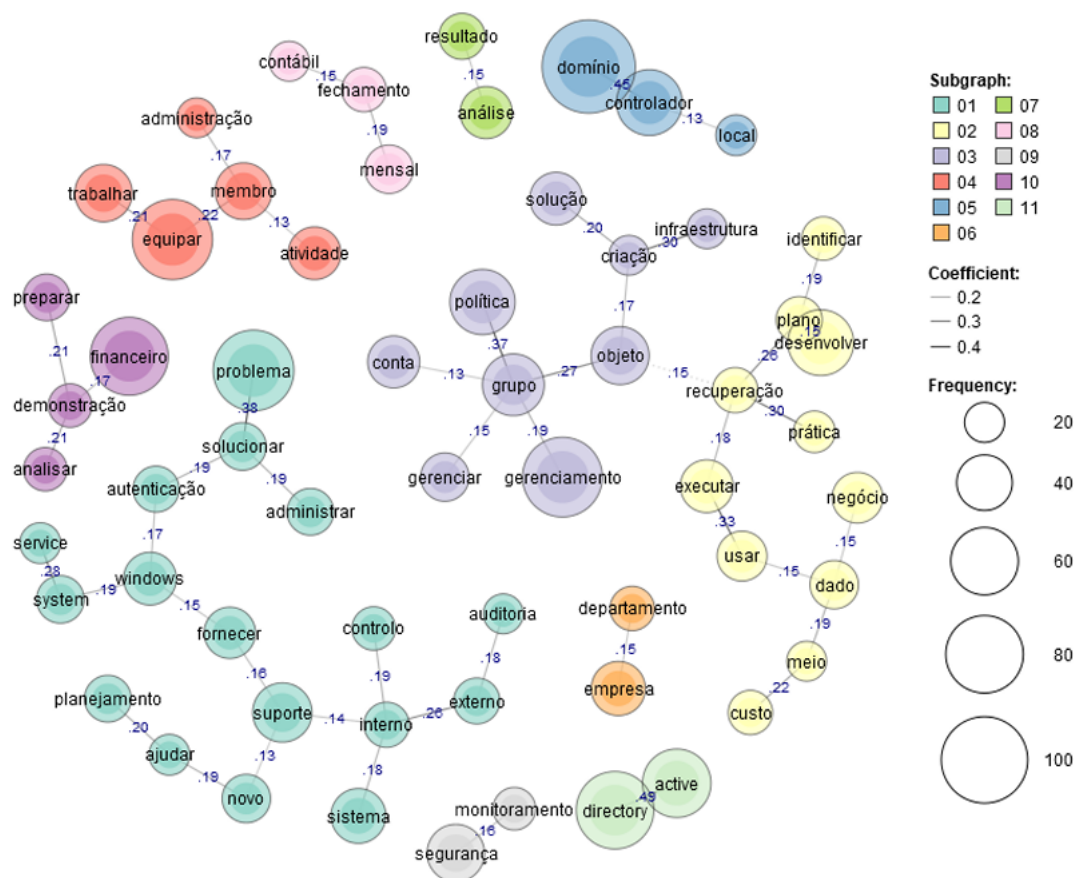 contábil
.15
fechamento
.19
mensal
resultado
.15
análise
domínio
.45
controlador
.13
local
administração
.17
trabalhar
.21
equipar
.22
membro
.13
atividade
solução
.20
criação
.30
infraestrutura
.17
objeto
política
.37
conta
.13
grupo
.27
.15
gerenciar
.19
gerenciamento
.15
recuperação
identificar
.19
plano
.15
desenvolver
.26
.30
prática
.18
executar
.33
usar
.15
dado
.15
negócio
.19
meio
.22
custo
preparar
.21
financeiro
.17
demonstração
.21
analisar
problema
.38
solucionar
.19
autenticação
.19
administrar
.17
service
.28
system
.19
windows
.15
fornecer
.16
suporte
.14
interno
controlo
.19
auditoria
.18
externo
.26
.18
sistema
planejamento
.20
ajudar
.19
novo
.13
departamento
.15
empresa
monitoramento
.16
segurança
directory
.49
active
Subgraph:
01 07
02 08
03 09
04 10
05 11
06
Coefficient:
0.2
0.3
0.4
Frequency:
20
40
60
80
100